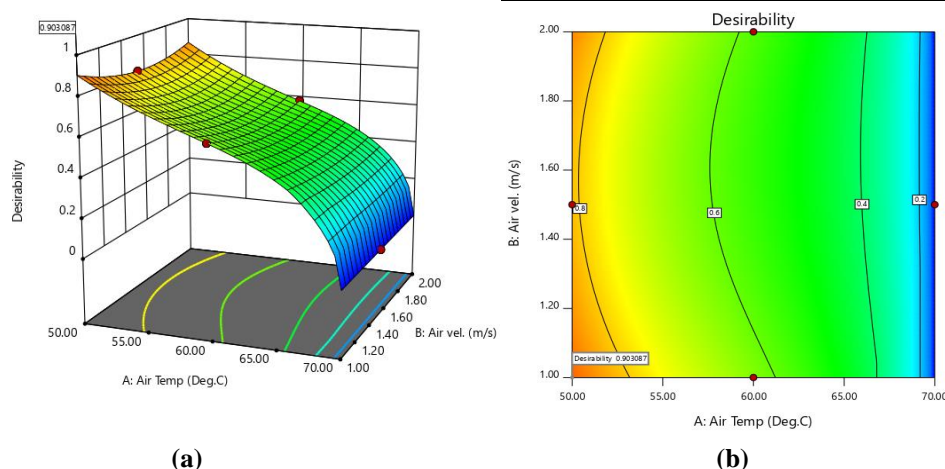 0.903087
1
0.8
0.6
0.4
0.2
0
Desirability
50.00
55.00
60.00
65.00
70.00
A: Air Temp (Deg.C)
1.00
1.20
1.40
1.60
1.80
2.00
B: Air vel. (m/s)
(a)
Desirability
2.00
1.80
1.60
1.40
1.20
1.00
B: Air vel. (m/s)
0.8
0.6
0.4
0.2
Desirability 0.903087
50.00 55.00 60.00 65.00 70.00
A: Air Temp (Deg.C)
(b)